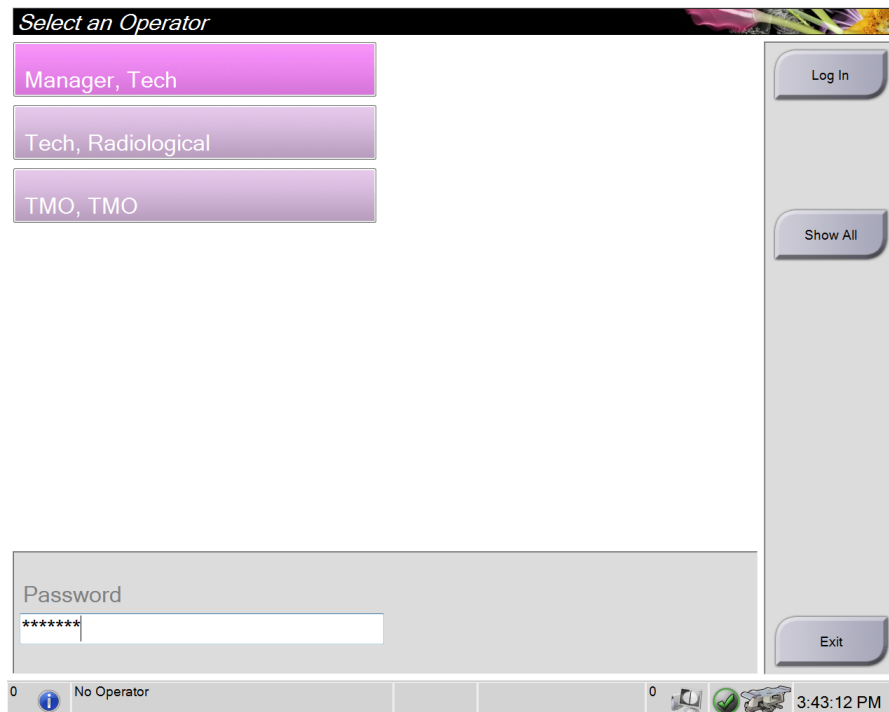 Select an Operator
Manager, Tech
Log In
Tech, Radiological
TMO, TMO
Show All
Password
*******
Exit
0
No Operator
0
3:43:12 PM